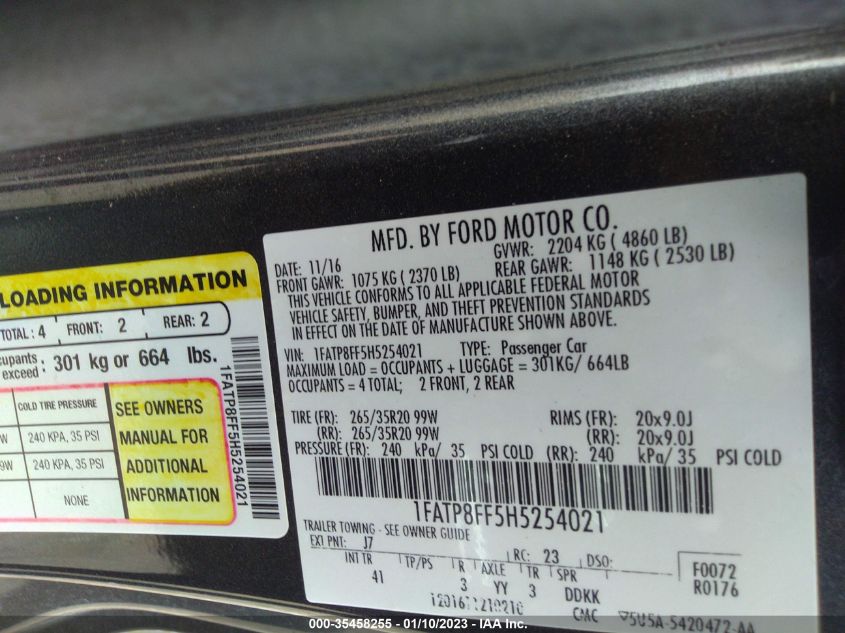 LOADING INFORMATION
TOTAL: 4 FRONT: 2 REAR: 2
exceed: 301 kg or 664 lbs.
COLD TIRE PRESSURE
240 KPA, 35 PSI
240 KPA, 35 PSI
NONE
SEE OWNERS
MANUAL FOR
ADDITIONAL
INFORMATION
1FATP8FF5H5254021
MFD. BY FORD MOTOR CO.
DATE: 11/16 GVWR: 2204 KG ( 4860 LB)
FRONT GAWR: 1075 KG ( 2370 LB) REAR GAWR: 1148 KG ( 2530 LB)
THIS VEHICLE CONFORMS TO ALL APPLICABLE FEDERAL MOTOR
VEHICLE SAFETY, BUMPER, AND THEFT PREVENTION STANDARDS
IN EFFECT ON THE DATE OF MANUFACTURE SHOWN ABOVE.
VIN: 1FATP8FF5H5254021 TYPE: Passenger Car
MAXIMUM LOAD = OCCUPANTS + LUGGAGE = 301KG/ 664LB
OCCUPANTS = 4 TOTAL; 2 FRONT, 2 REAR
TIRE (FR): 265/35R20 99W RIMS (FR): 20x9.0J
(RR): 265/35R20 99W (RR): 20x9.0J
PRESSURE (FR): 240 kPa/ 35 PSI COLD (RR): 240 kPa/ 35 PSI COLD
1FATP8FF5H5254021
TRAILER TOWING - SEE OWNER GUIDE
EXT PNT: J7 RC: 23 DSO:
INT TR TP/PS R AXLE TR SPR
41 3 YY 3 DDKK
F0072
R0176
CMC 5U5A-5420472-AA
000-35458255 — 01/10/2023 — IAA Inc.